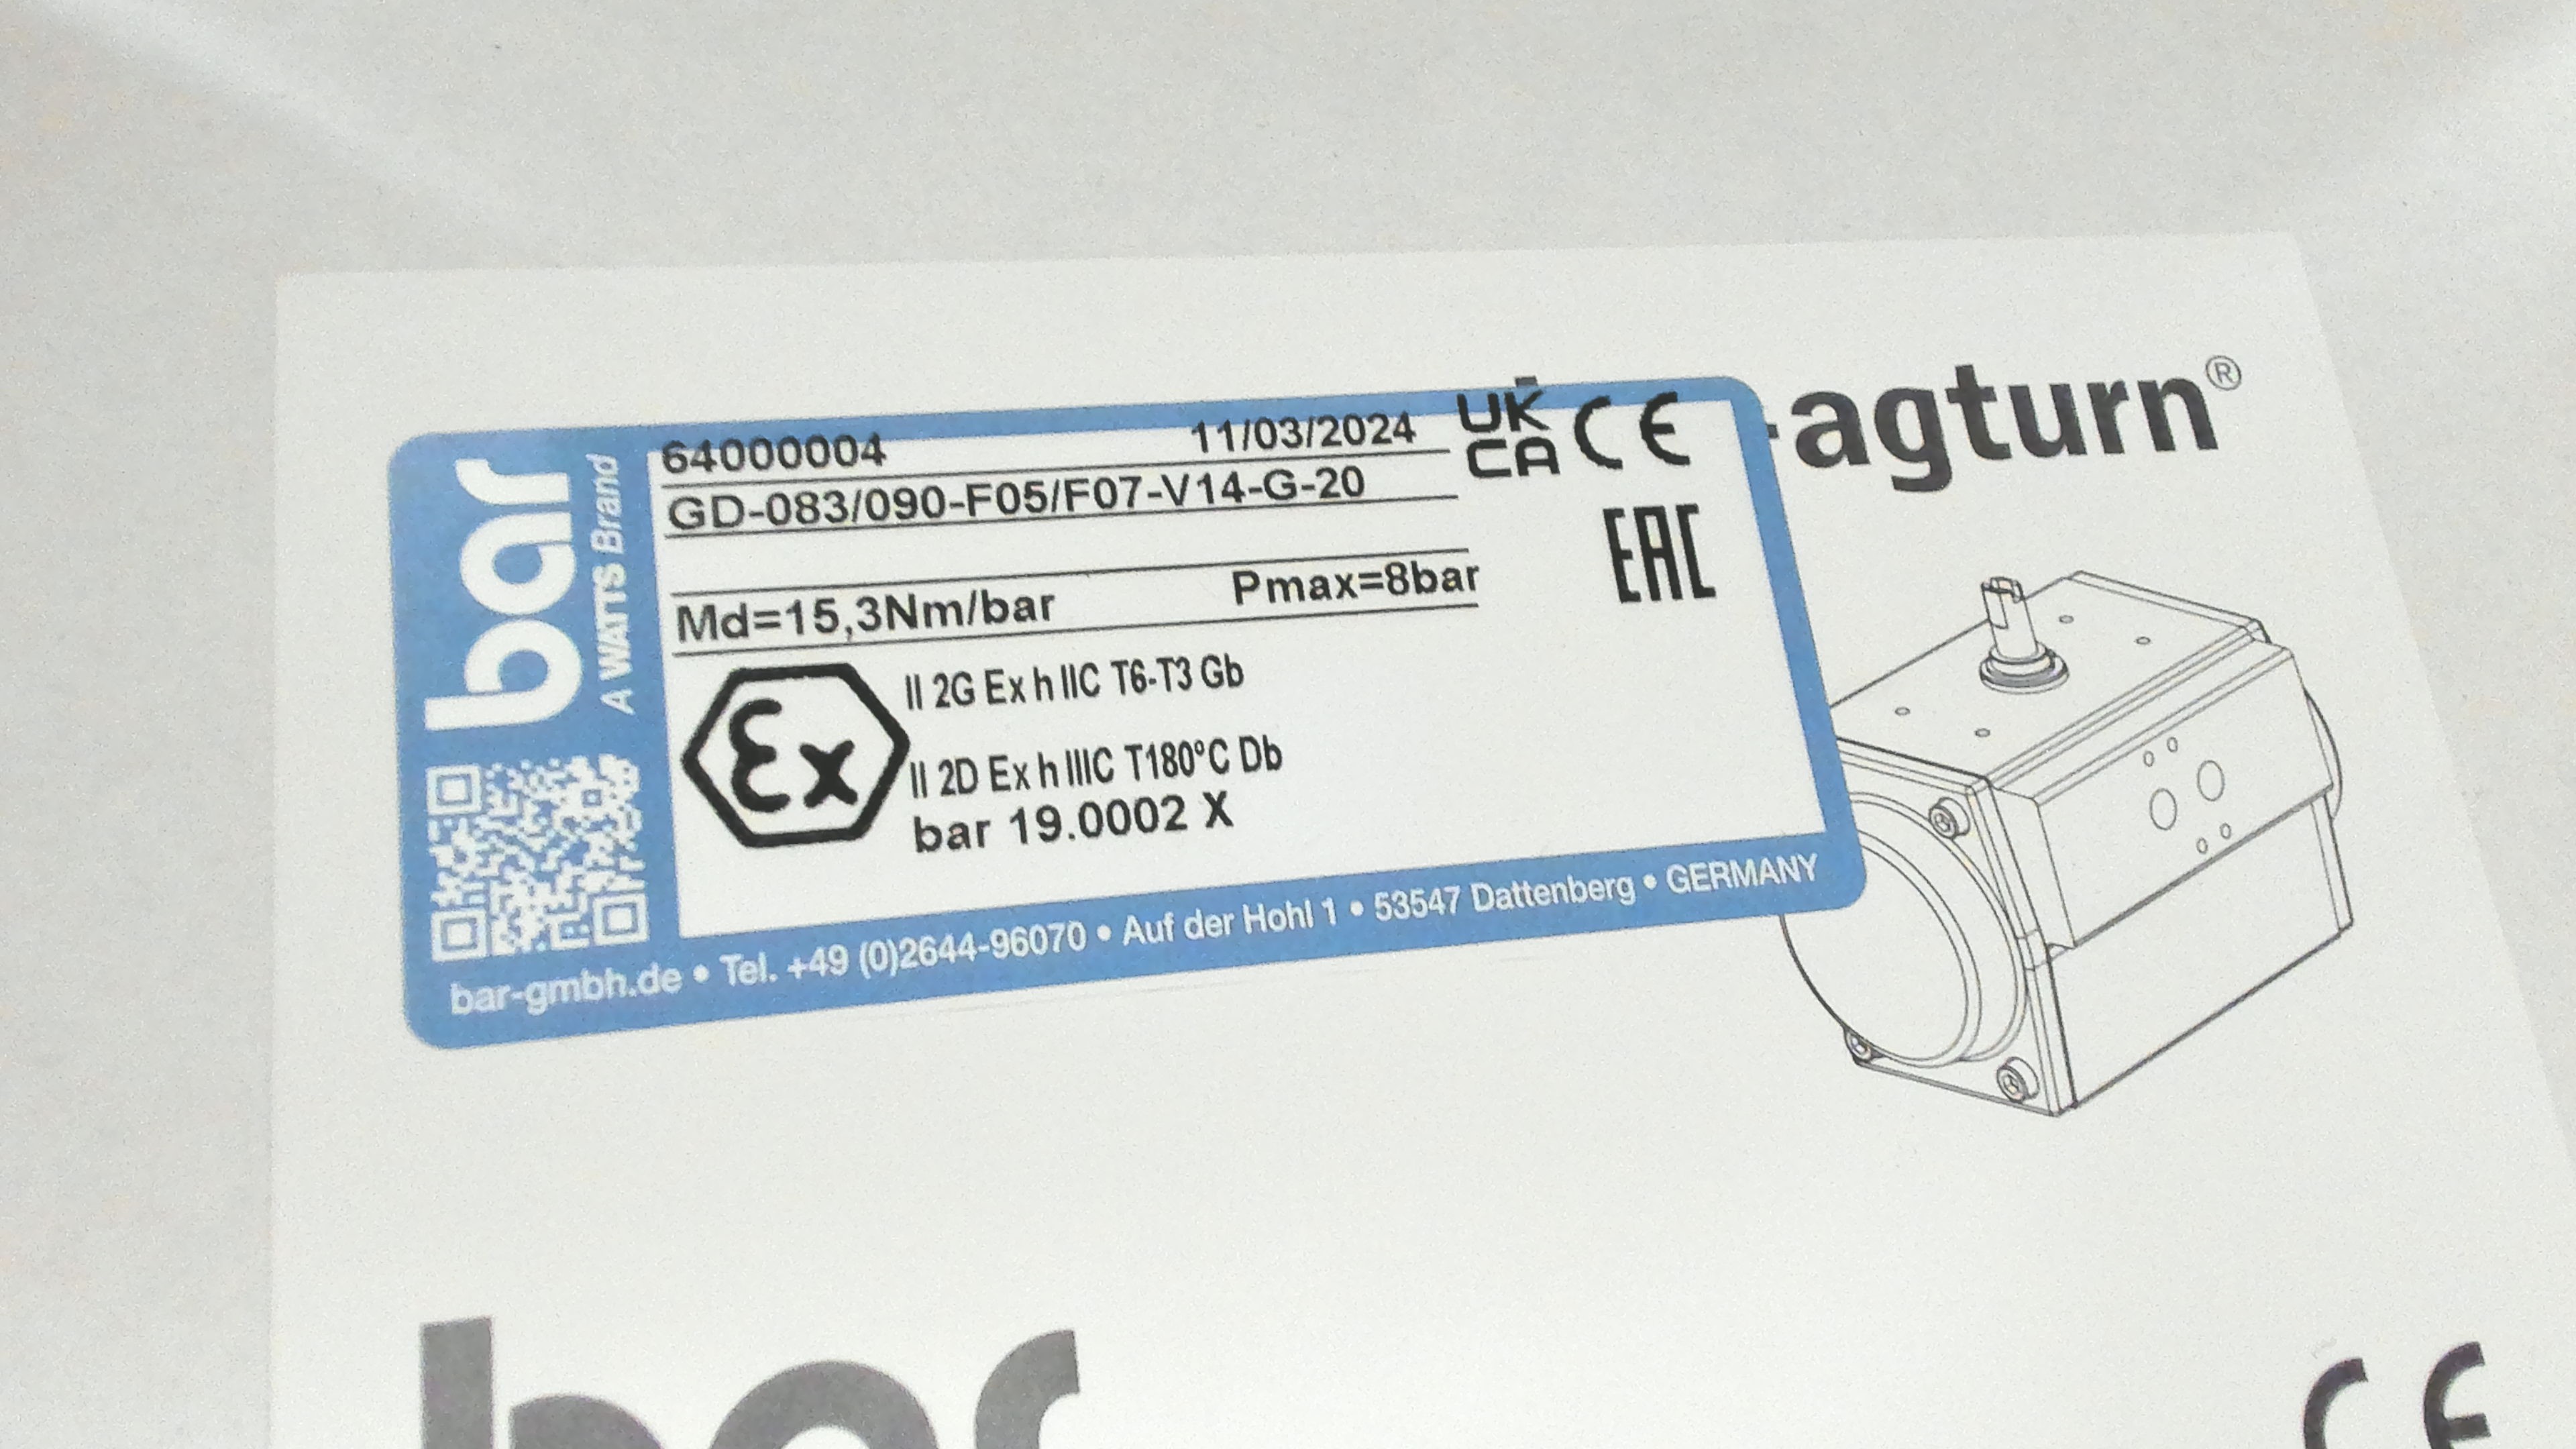 -agturn®
bar
A WATTS Brand
64000004 11/03/2024
UK
CA
CE
GD-083/090-F05/F07-V14-G-20
EAC
Md=15,3Nm/bar Pmax=8bar
Ex
II 2G Ex h IIC T6-T3 Gb
II 2D Ex h IIIC T180°C Db
bar 19.0002 X
bar-gmbh.de • Tel. +49 (0)2644-96070 • Auf der Hohl 1 • 53547 Dattenberg • GERMANY
bar
CE